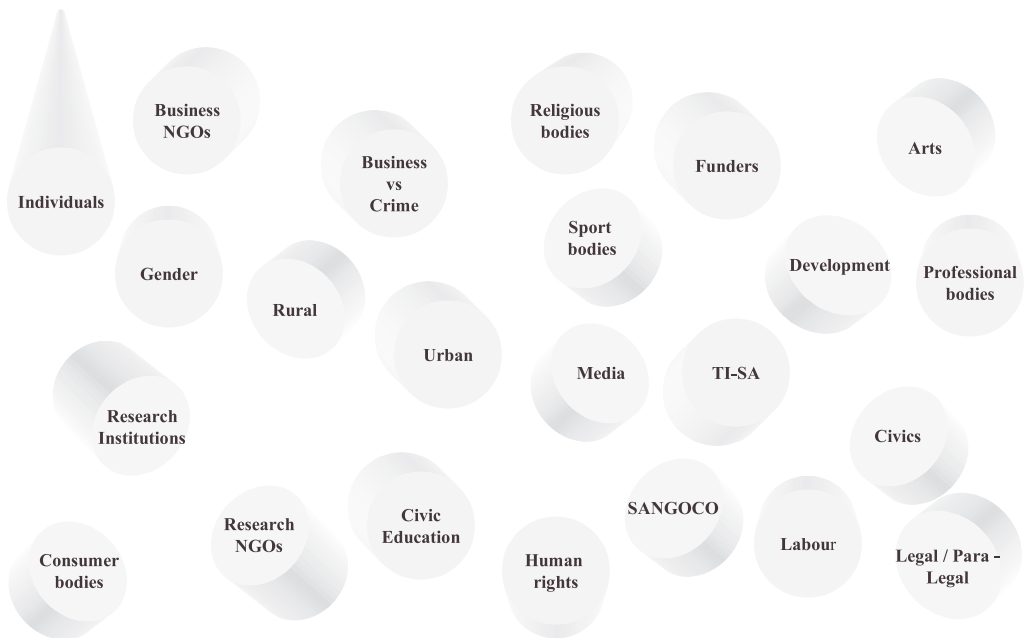 Business
NGOs
Religious
bodies
Arts
Business
vs
Crime
Funders
Individuals
Sport
bodies
Gender
Development
Professional
bodies
Rural
Urban
Media
TI-SA
Research
Institutions
Civics
SANGOCO
Research
NGOs
Civic
Education
Labour
Consumer
bodies
Human
rights
Legal / Para -
Legal